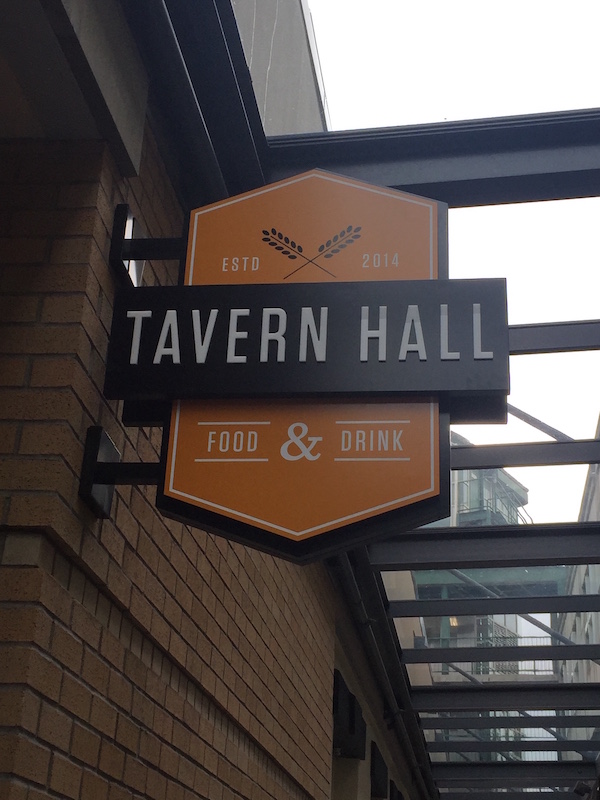 ESTD 2014
TAVERN HALL
FOOD & DRINK